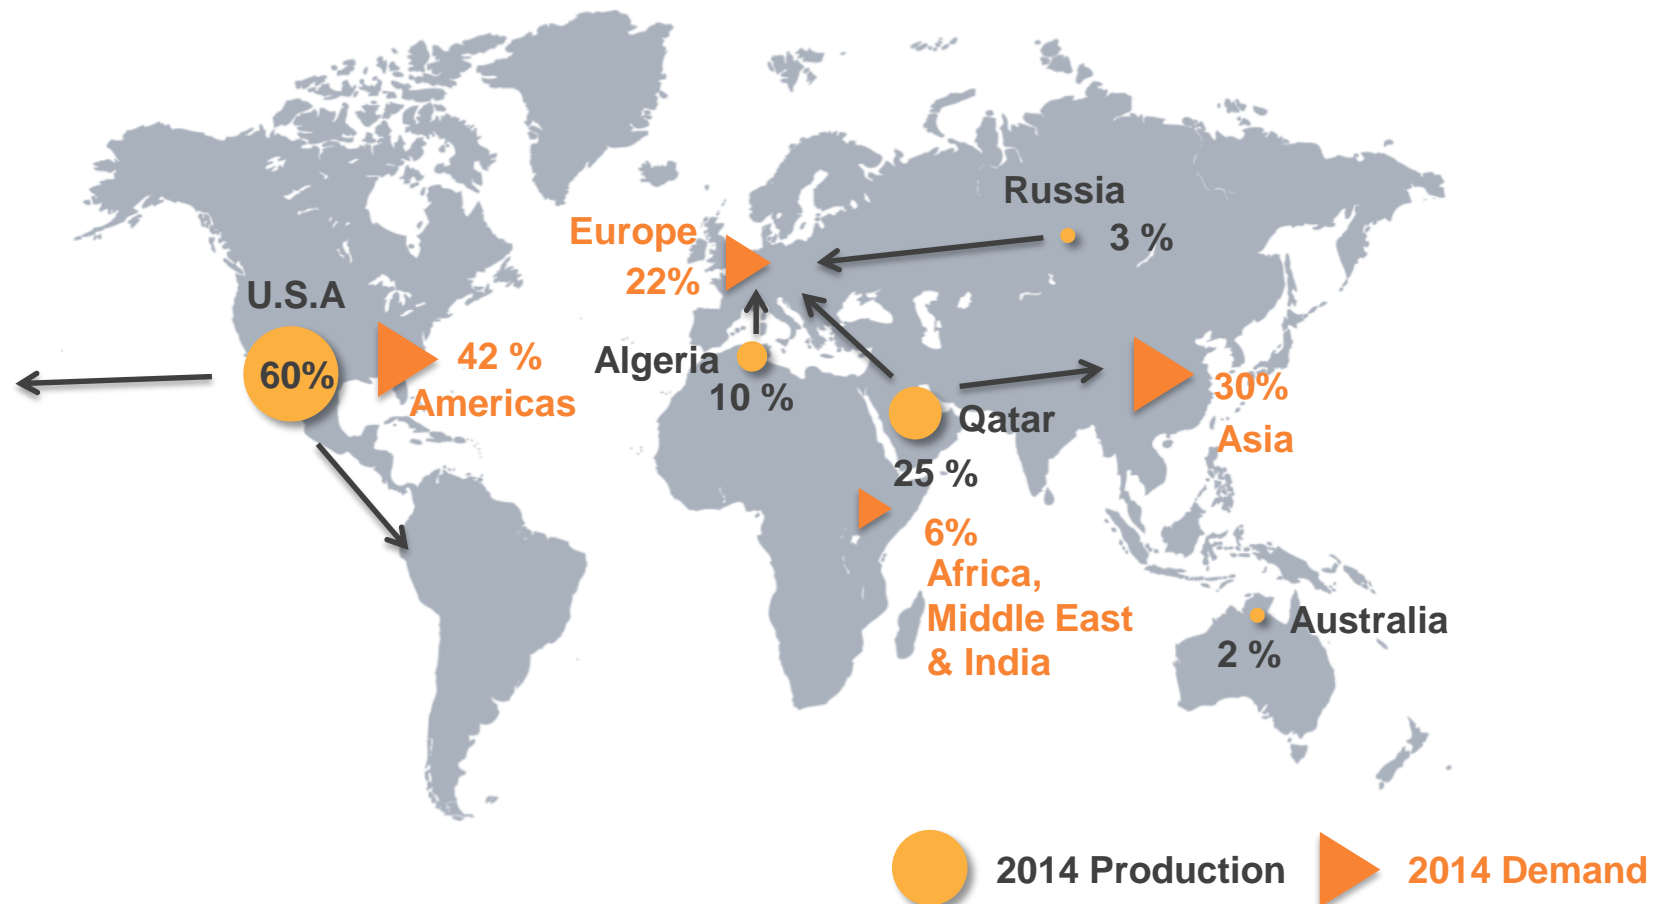 Russia
3 %
Europe
22%
U.S.A
60%
42 %
Americas
Algeria
10 %
Qatar
25 %
30%
Asia
6%
Africa,
Middle East
& India
Australia
2 %
2014 Production
2014 Demand